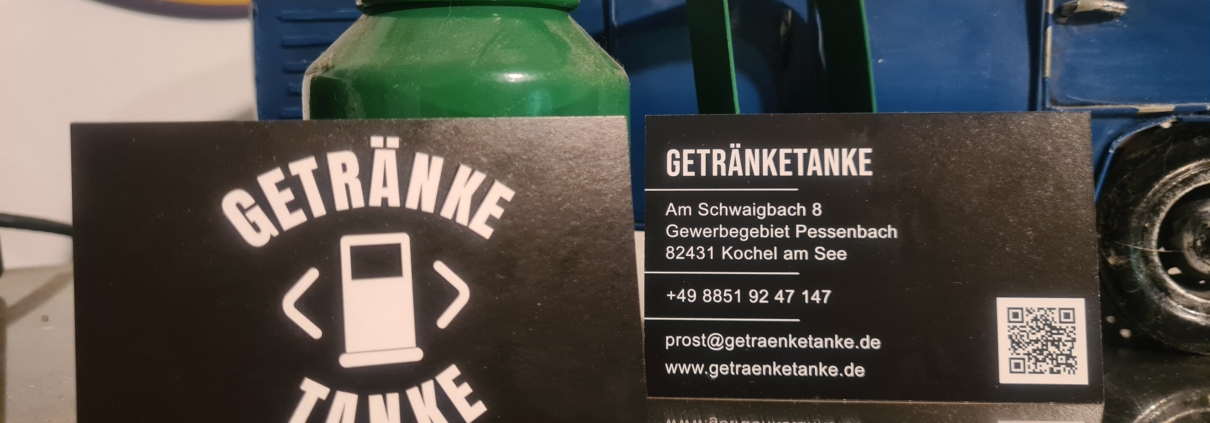 GETRÄNKE
TANKE
GETRÄNKETANKE
Am Schwaigbach 8
Gewerbegebiet Pessenbach
82431 Kochel am See
+49 8851 92 47 147
prost@getraenketanke.de
www.getraenketanke.de